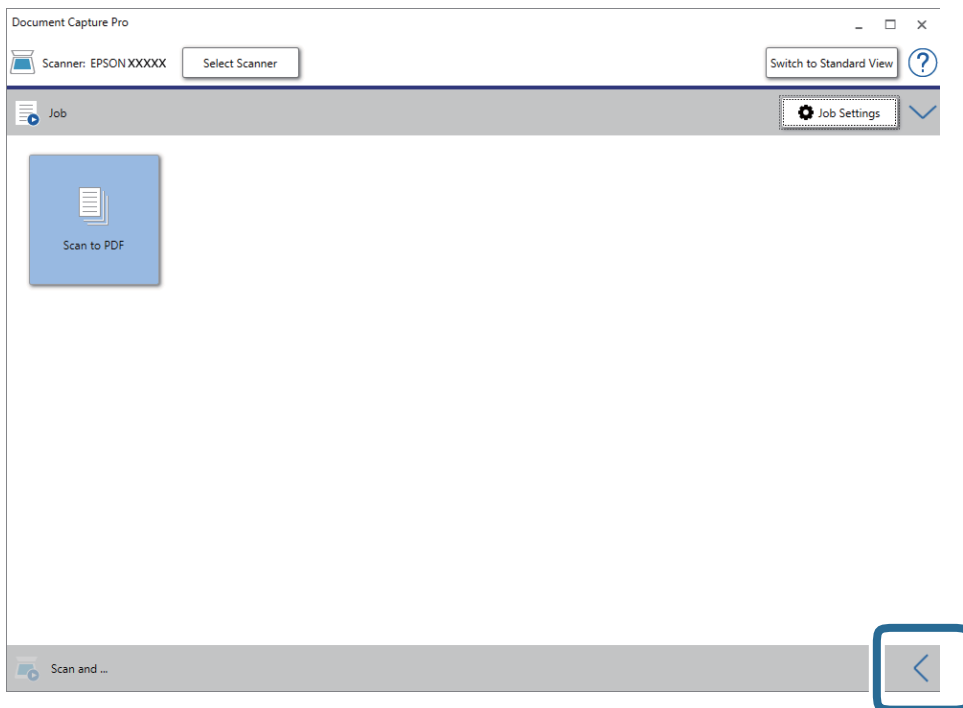 Document Capture Pro
Scanner: EPSON XXXXX Select Scanner Switch to Standard View ?
Job Job Settings
Scan to PDF
Scan and ...